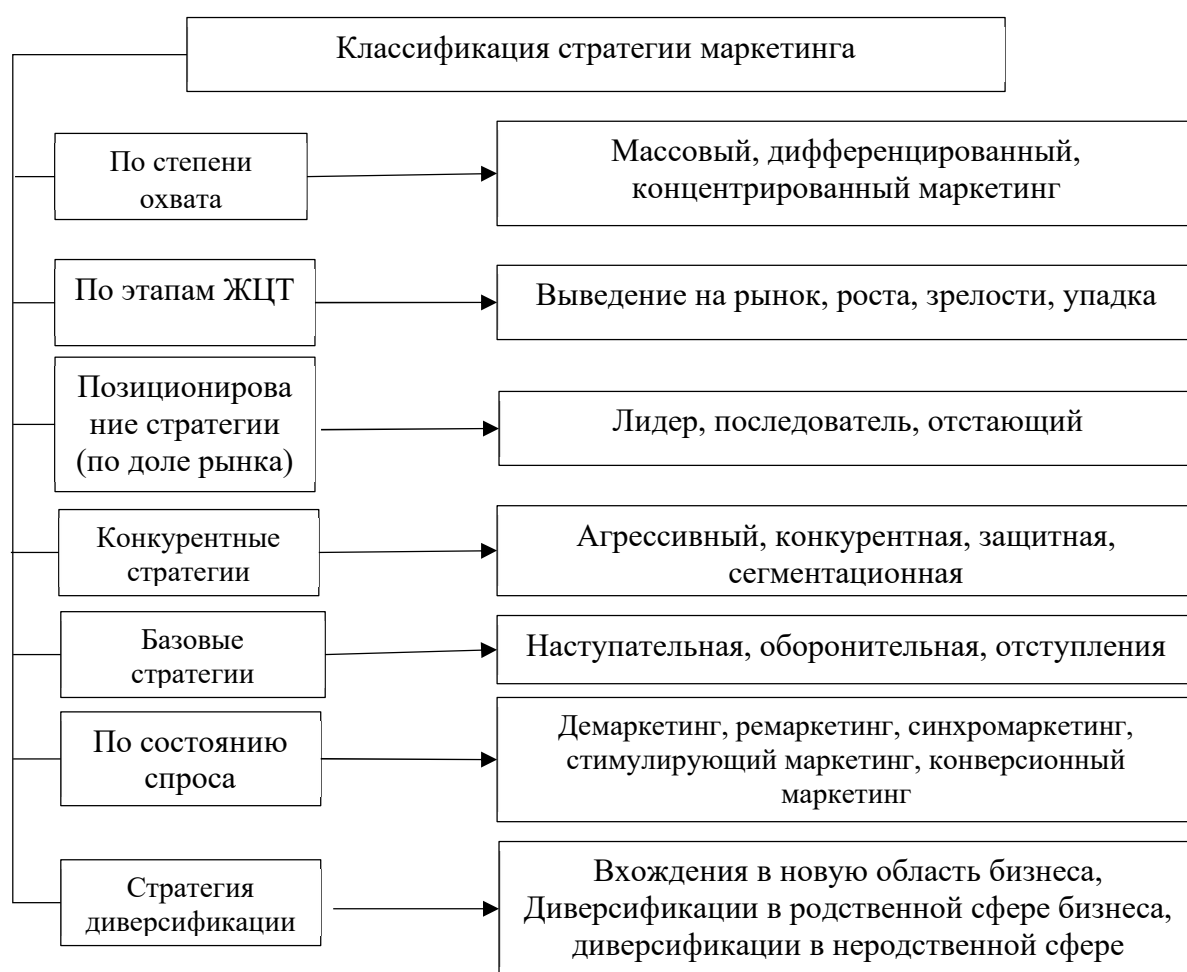 Классификация стратегии маркетинга
По степени
охвата
Массовый, дифференцированный,
концентрированный маркетинг
По этапам ЖЦТ
Выведение на рынок, роста, зрелости, упадка
Позиционирова
ние стратегии
(по доле рынка)
Лидер, последователь, отстающий
Конкурентные
стратегии
Агрессивный, конкурентная, защитная,
сегментационная
Базовые
стратегии
Наступательная, оборонительная, отступления
По состоянию
спроса
Демаркетинг, ремаркетинг, синхромаркетинг,
стимулирующий маркетинг, конверсионный
маркетинг
Стратегия
диверсификации
Вхождения в новую область бизнеса,
Диверсификации в родственной сфере бизнеса,
диверсификации в неродственной сфере